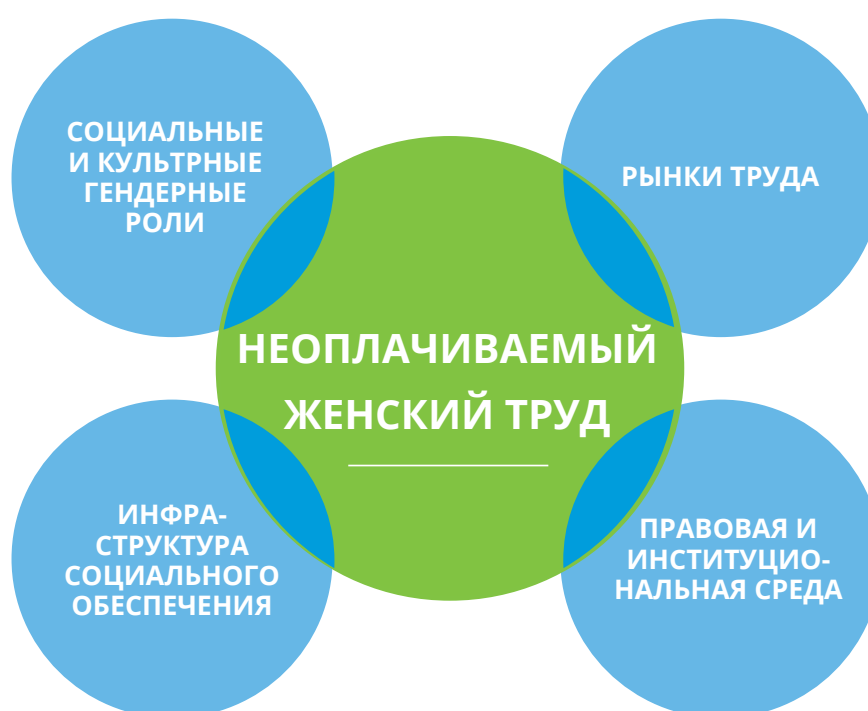 СОЦИАЛЬНЫЕ
И КУЛЬТРНЫЕ
ГЕНДЕРНЫЕ
РОЛИ
РЫНКИ ТРУДА
НЕОПЛАЧИВАЕМЫЙ
ЖЕНСКИЙ ТРУД
ИНФРА-
СТРУКТУРА
СОЦИАЛЬНОГО
ОБЕСПЕЧЕНИЯ
ПРАВОВАЯ И
ИНСТИТУЦИО-
НАЛЬНАЯ СРЕДА